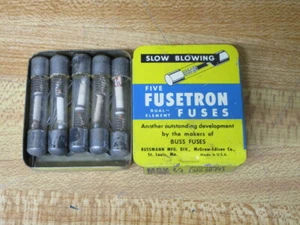 SLOW BLOWING
FIVE
FUSETRON
DUAL-
ELEMENT
FUSES
Another outstanding development
by the makers of
BUSS FUSES
BUSSMANN MFG. DIV., McGraw-Edison Co.,
St. Louis, Mo.
Made in U.S.A.